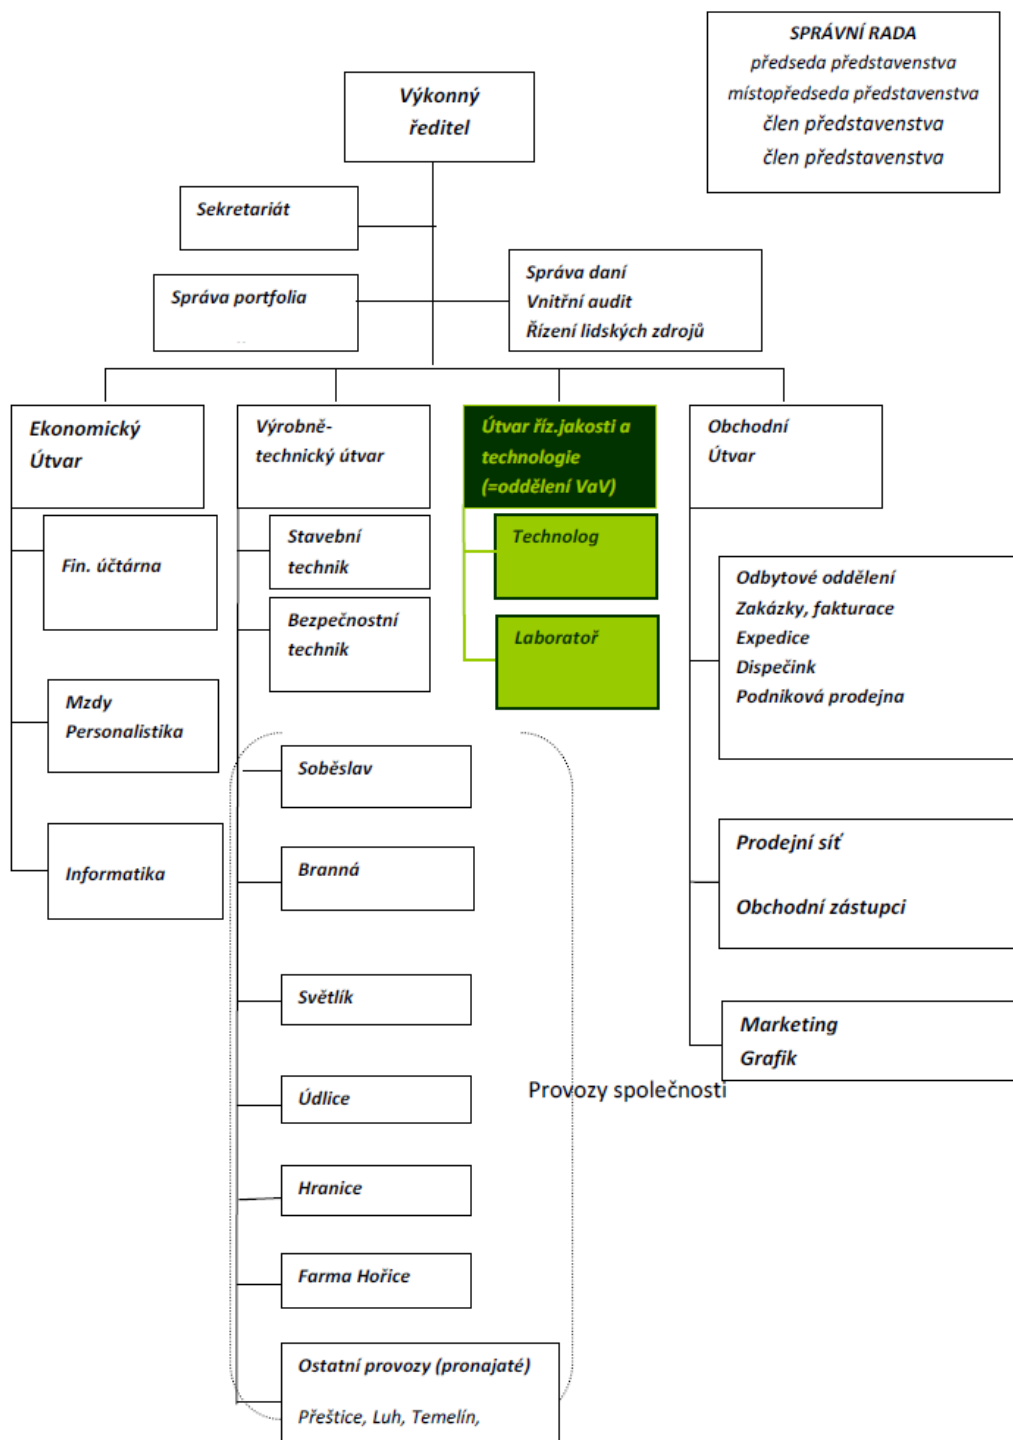 SPRÁVNÍ RADA
předseda představenstva
místopředseda představenstva
člen představenstva
člen představenstva
Výkonný
ředitel
Sekretariát
Správa portfolia
Správa daní
Vnitřní audit
Řízení lidských zdrojů
Ekonomický
Útvar
Fin. účtárna
Mzdy
Personalistika
Informatika
Výrobně-
technický útvar
Stavební
technik
Bezpečnostní
technik
Soběslav
Branná
Světlík
Údlice
Hranice
Farma Hořice
Ostatní provozy (pronajaté)
Přeštice, Luh, Temelín,
Provozy společnosti
Útvar říz.jakosti a
technologie
(=oddělení VaV)
Technolog
Laboratoř
Obchodní
Útvar
Odbytové oddělení
Zakázky, fakturace
Expedice
Dispečink
Podniková prodejna
Prodejní síť
Obchodní zástupci
Marketing
Grafik